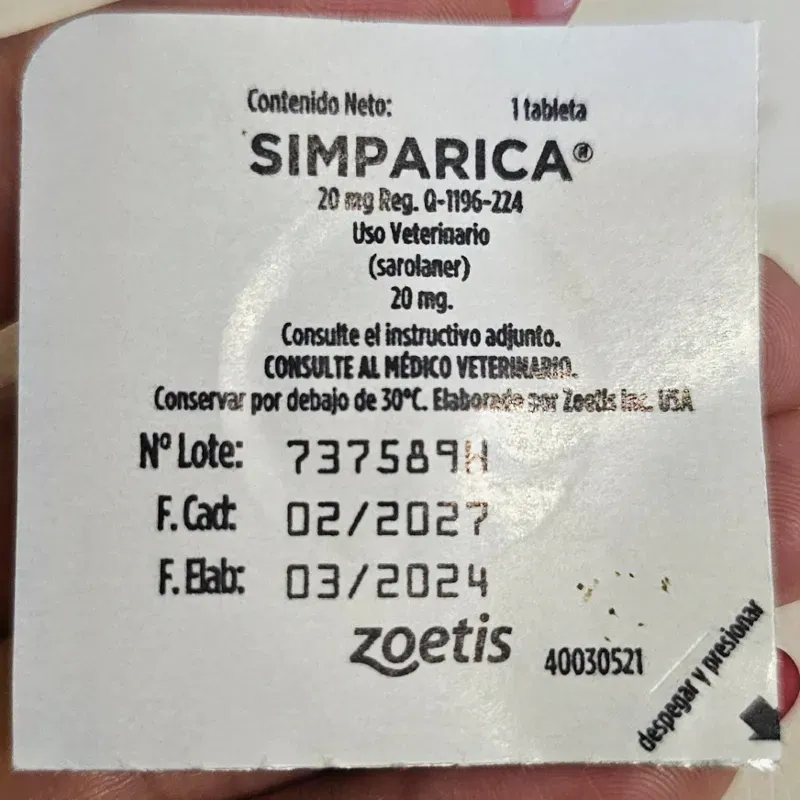 Contenido Neto: 1 tableta
SIMPARICA®
20 mg Reg. Q-1196-224
Uso Veterinario
(sarolaner)
20 mg.
Consulte el instructivo adjunto.
CONSULTE AL MÉDICO VETERINARIO.
Conservar por debajo de 30°C. Elaborado por Zoetis Inc. USA
Nº Lote: 737589H
F. Cad: 02/2027
F. Elab: 03/2024
zoetis 40030521
despegar y presionar